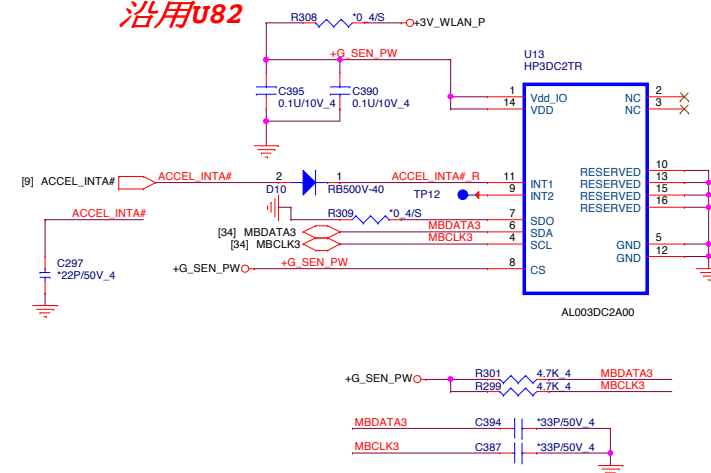 沿用U82
R308
*0_4/S
+3V_WLAN_P
+G_SEN_PW
U13
HP3DC2TR
C395
0.1U/10V_4
C390
0.1U/10V_4
1
14
Vdd_IO
VDD
NC
NC
2
3
[9] ACCEL_INTA#
ACCEL_INTA#
2
D10
1
RB500V-40
ACCEL_INTA#_R
TP12
11
9
INT1
INT2
RESERVED
RESERVED
RESERVED
RESERVED
10
13
15
16
ACCEL_INTA#
R309
*0_4/S
[34] MBDATA3
MBDATA3
[34] MBCLK3
MBCLK3
7
6
4
SDO
SDA
SCL
GND
GND
5
12
C297
*22P/50V_4
+G_SEN_PW
+G_SEN_PW
8
CS
AL003DC2A00
+G_SEN_PW
R301
4.7K_4
MBDATA3
R299
4.7K_4
MBCLK3
MBDATA3
C394
*33P/50V_4
MBCLK3
C387
*33P/50V_4